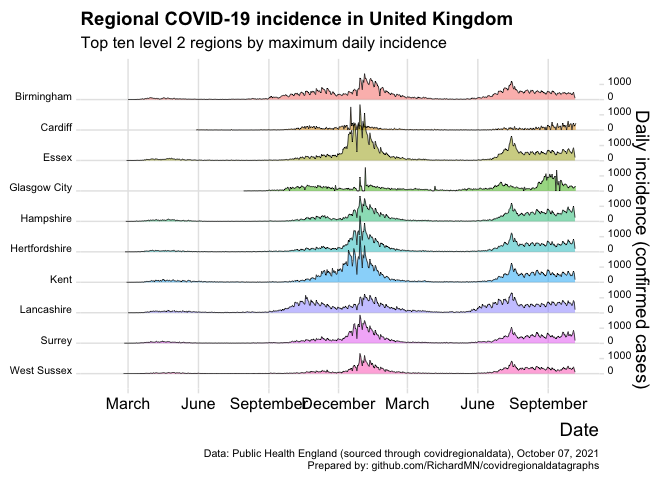 Regional COVID-19 incidence in United Kingdom
Top ten level 2 regions by maximum daily incidence
Birmingham
1000
0
Cardiff
1000
0
Essex
1000
0
Glasgow City
1000
0
Hampshire
1000
0
Hertfordshire
1000
0
Kent
1000
0
Lancashire
1000
0
Surrey
1000
0
West Sussex
1000
0
Daily incidence (confirmed cases)
March June September December March June September
Date
Data: Public Health England (sourced through covidregionaldata), October 07, 2021
Prepared by: github.com/RichardMN/covidregionaldatagraphs